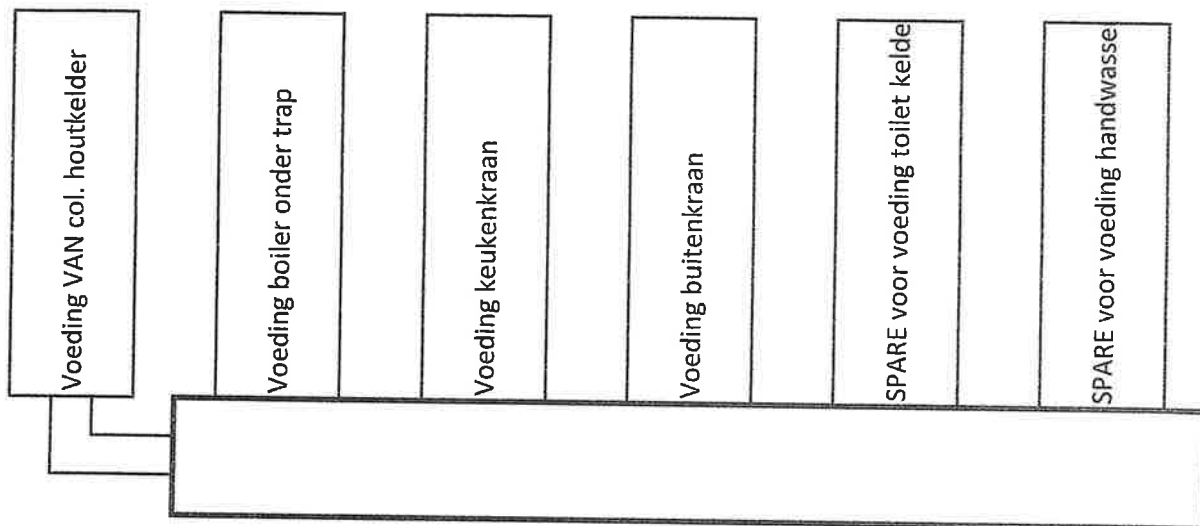 Voeding VAN col. houtkelder
Voeding boiler onder trap
Voeding keukenkraan
Voeding buitenkraan
SPARE voor voeding toilet kelde
SPARE voor voeding handwasse